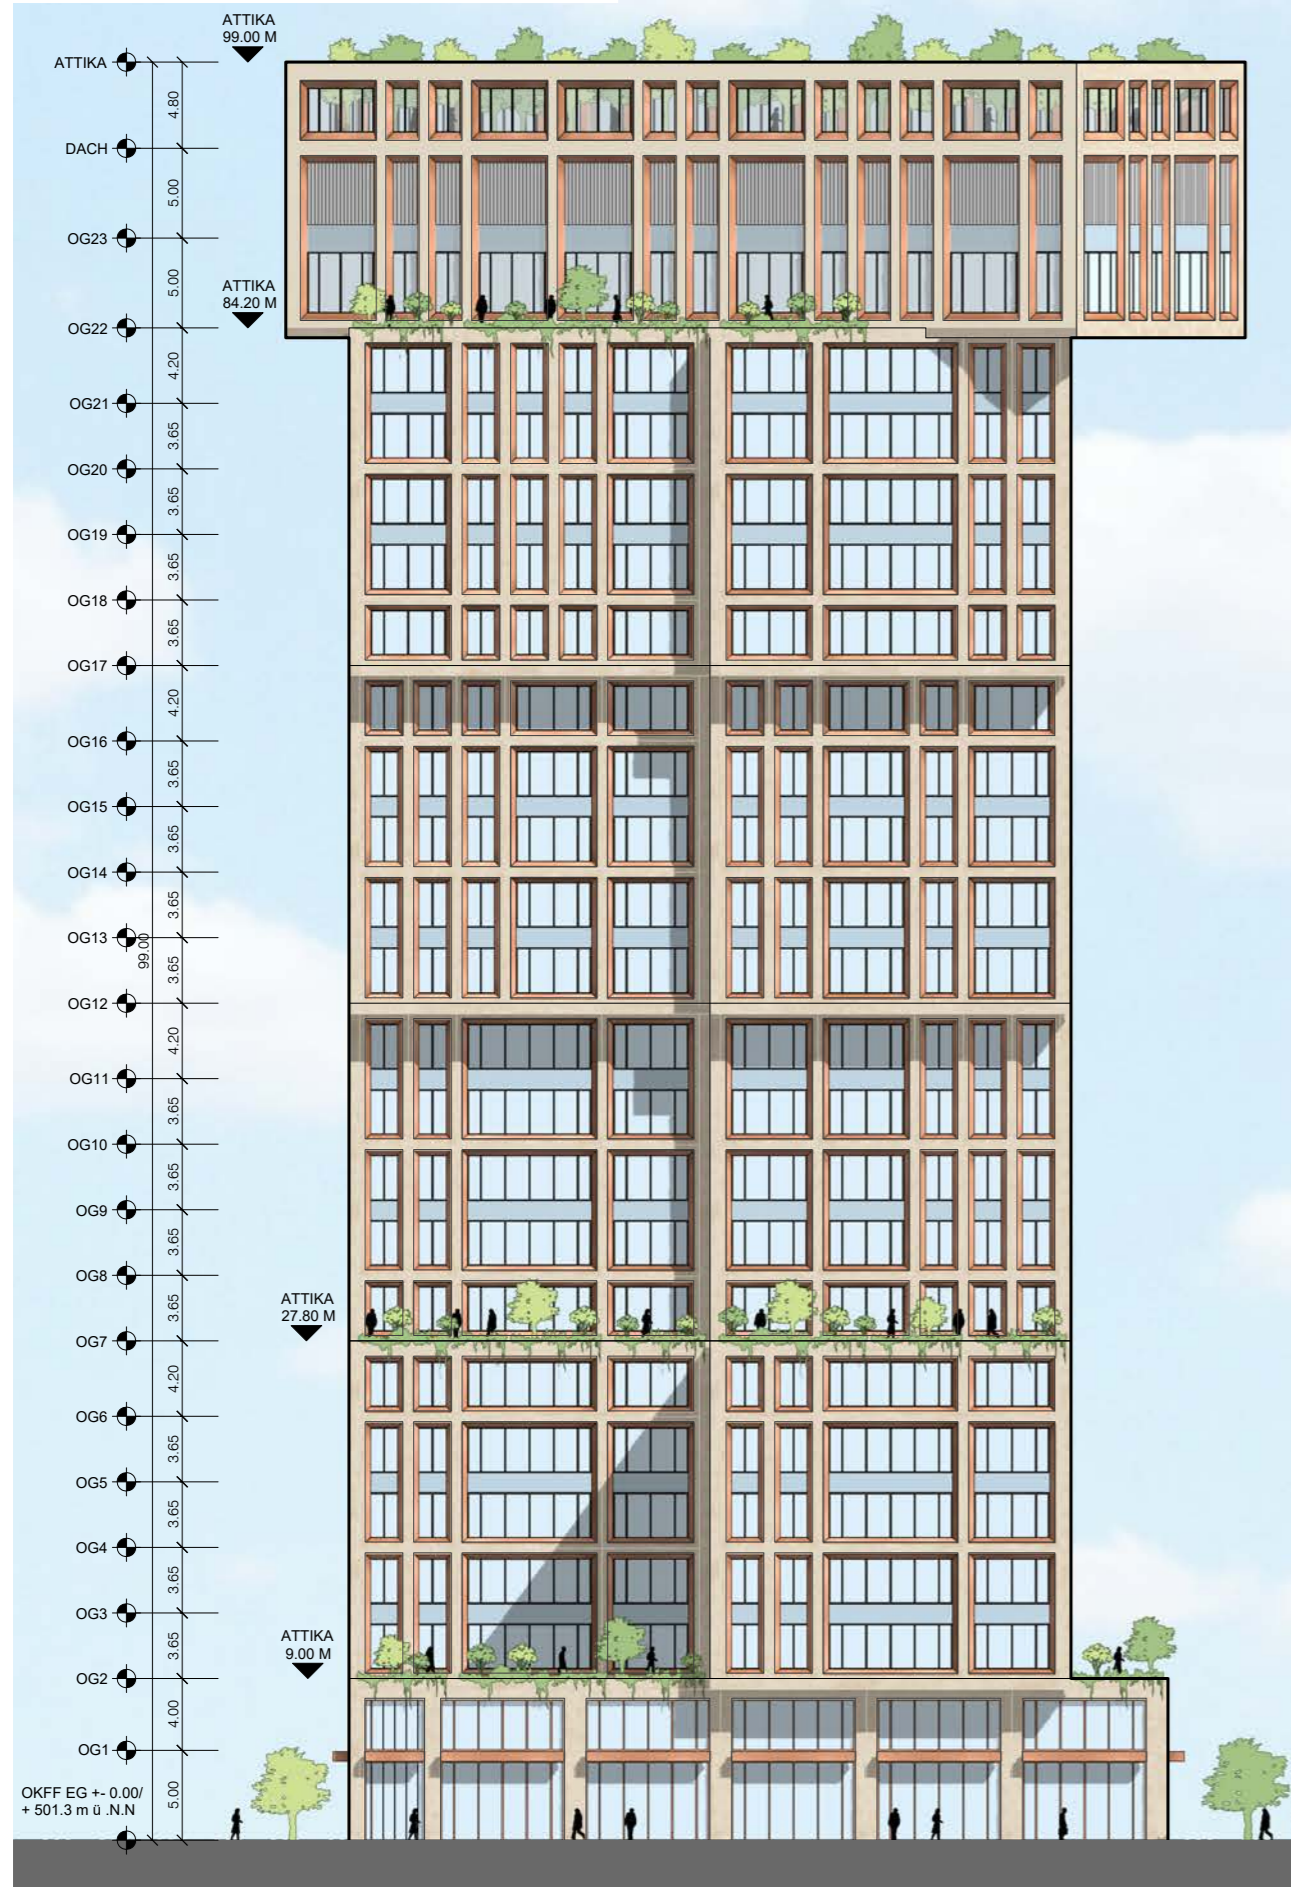 ATTIKA
99.00 M
ATTIKA
4.80
DACH
5.00
OG23
5.00
ATTIKA
84.20 M
OG22
4.20
OG21
3.65
OG20
3.65
OG19
3.65
OG18
3.65
OG17
4.20
OG16
3.65
OG15
3.65
OG14
3.65
OG13
99.00
3.65
OG12
4.20
OG11
3.65
OG10
3.65
OG9
3.65
OG8
3.65
ATTIKA
27.80 M
OG7
4.20
OG6
3.65
OG5
3.65
OG4
3.65
OG3
3.65
ATTIKA
9.00 M
OG2
4.00
OG1
5.00
OKFF EG +- 0.00/
+ 501.3 m ü .N.N